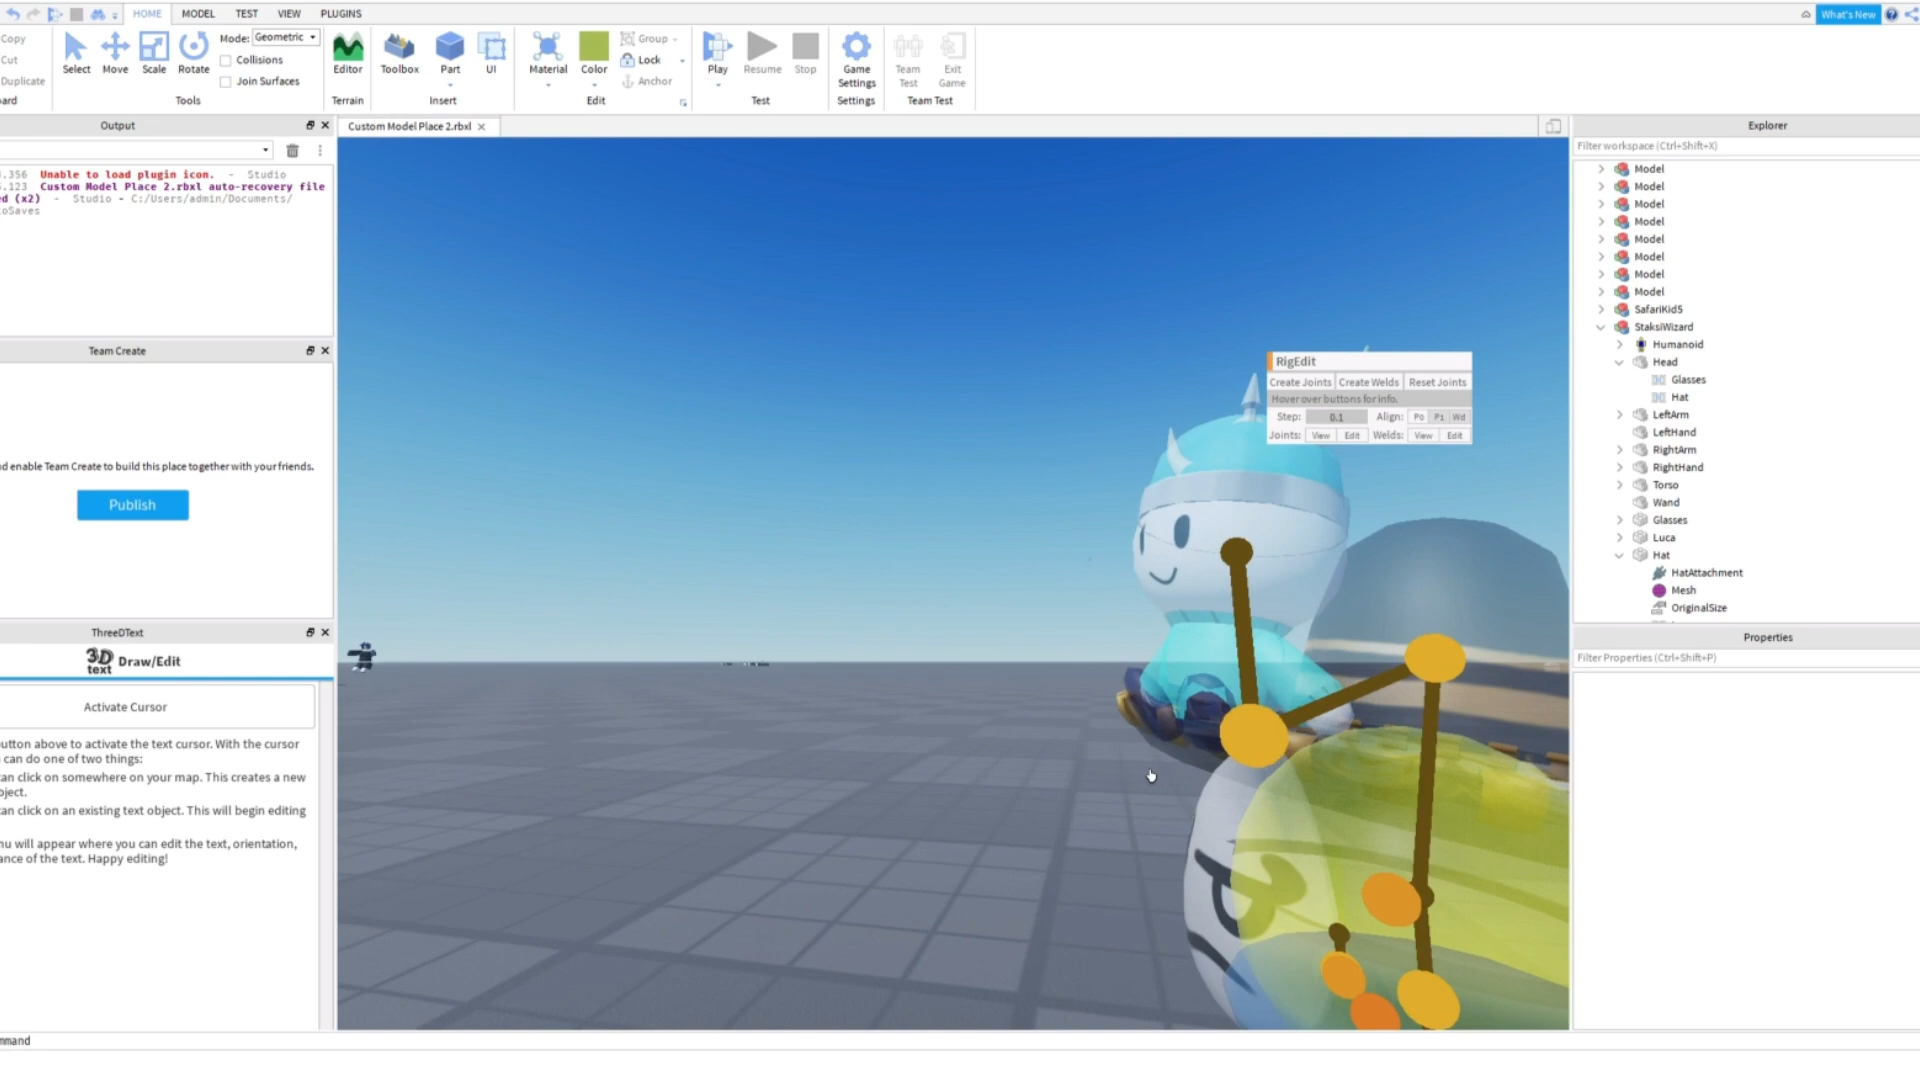 HOME MODEL TEST VIEW PLUGINS
What's New
Copy
Cut
Duplicate
ard
Select Move Scale Rotate
Mode: Geometric
Collisions
Join Surfaces
Tools
Editor
Terrain
Toolbox Part UI
Insert
Material Color
Group
Lock
Anchor
Edit
Play Resume Stop
Test
Game
Settings
Settings
Team
Test
Exit
Game
Team Test
Output
.356 Unable to load plugin icon. - Studio
.123 Custom Model Place 2.rbxl auto-recovery file
ed (x2) - Studio - C:/Users/admin/Documents/
oSaves
Team Create
d enable Team Create to build this place together with your friends.
Publish
ThreeDText
3D
text
Draw/Edit
Activate Cursor
utton above to activate the text cursor. With the cursor
can do one of two things:
an click on somewhere on your map. This creates a new
bject.
an click on an existing text object. This will begin editing
nu will appear where you can edit the text, orientation,
ance of the text. Happy editing!
mmand
Custom Model Place 2.rbxl
RigEdit
Create Joints Create Welds Reset Joints
Hover over buttons for info.
Step: 0.1 Align: P0 P1 Wd
Joints: View Edit Welds: View Edit
Explorer
Filter workspace (Ctrl+Shift+X)
Model
Model
Model
Model
Model
Model
Model
Model
SafariKid5
StaksiWizard
Humanoid
Head
Glasses
Hat
LeftArm
LeftHand
RightArm
RightHand
Torso
Wand
Glasses
Luca
Hat
HatAttachment
Mesh
OriginalSize
Properties
Filter Properties (Ctrl+Shift+P)